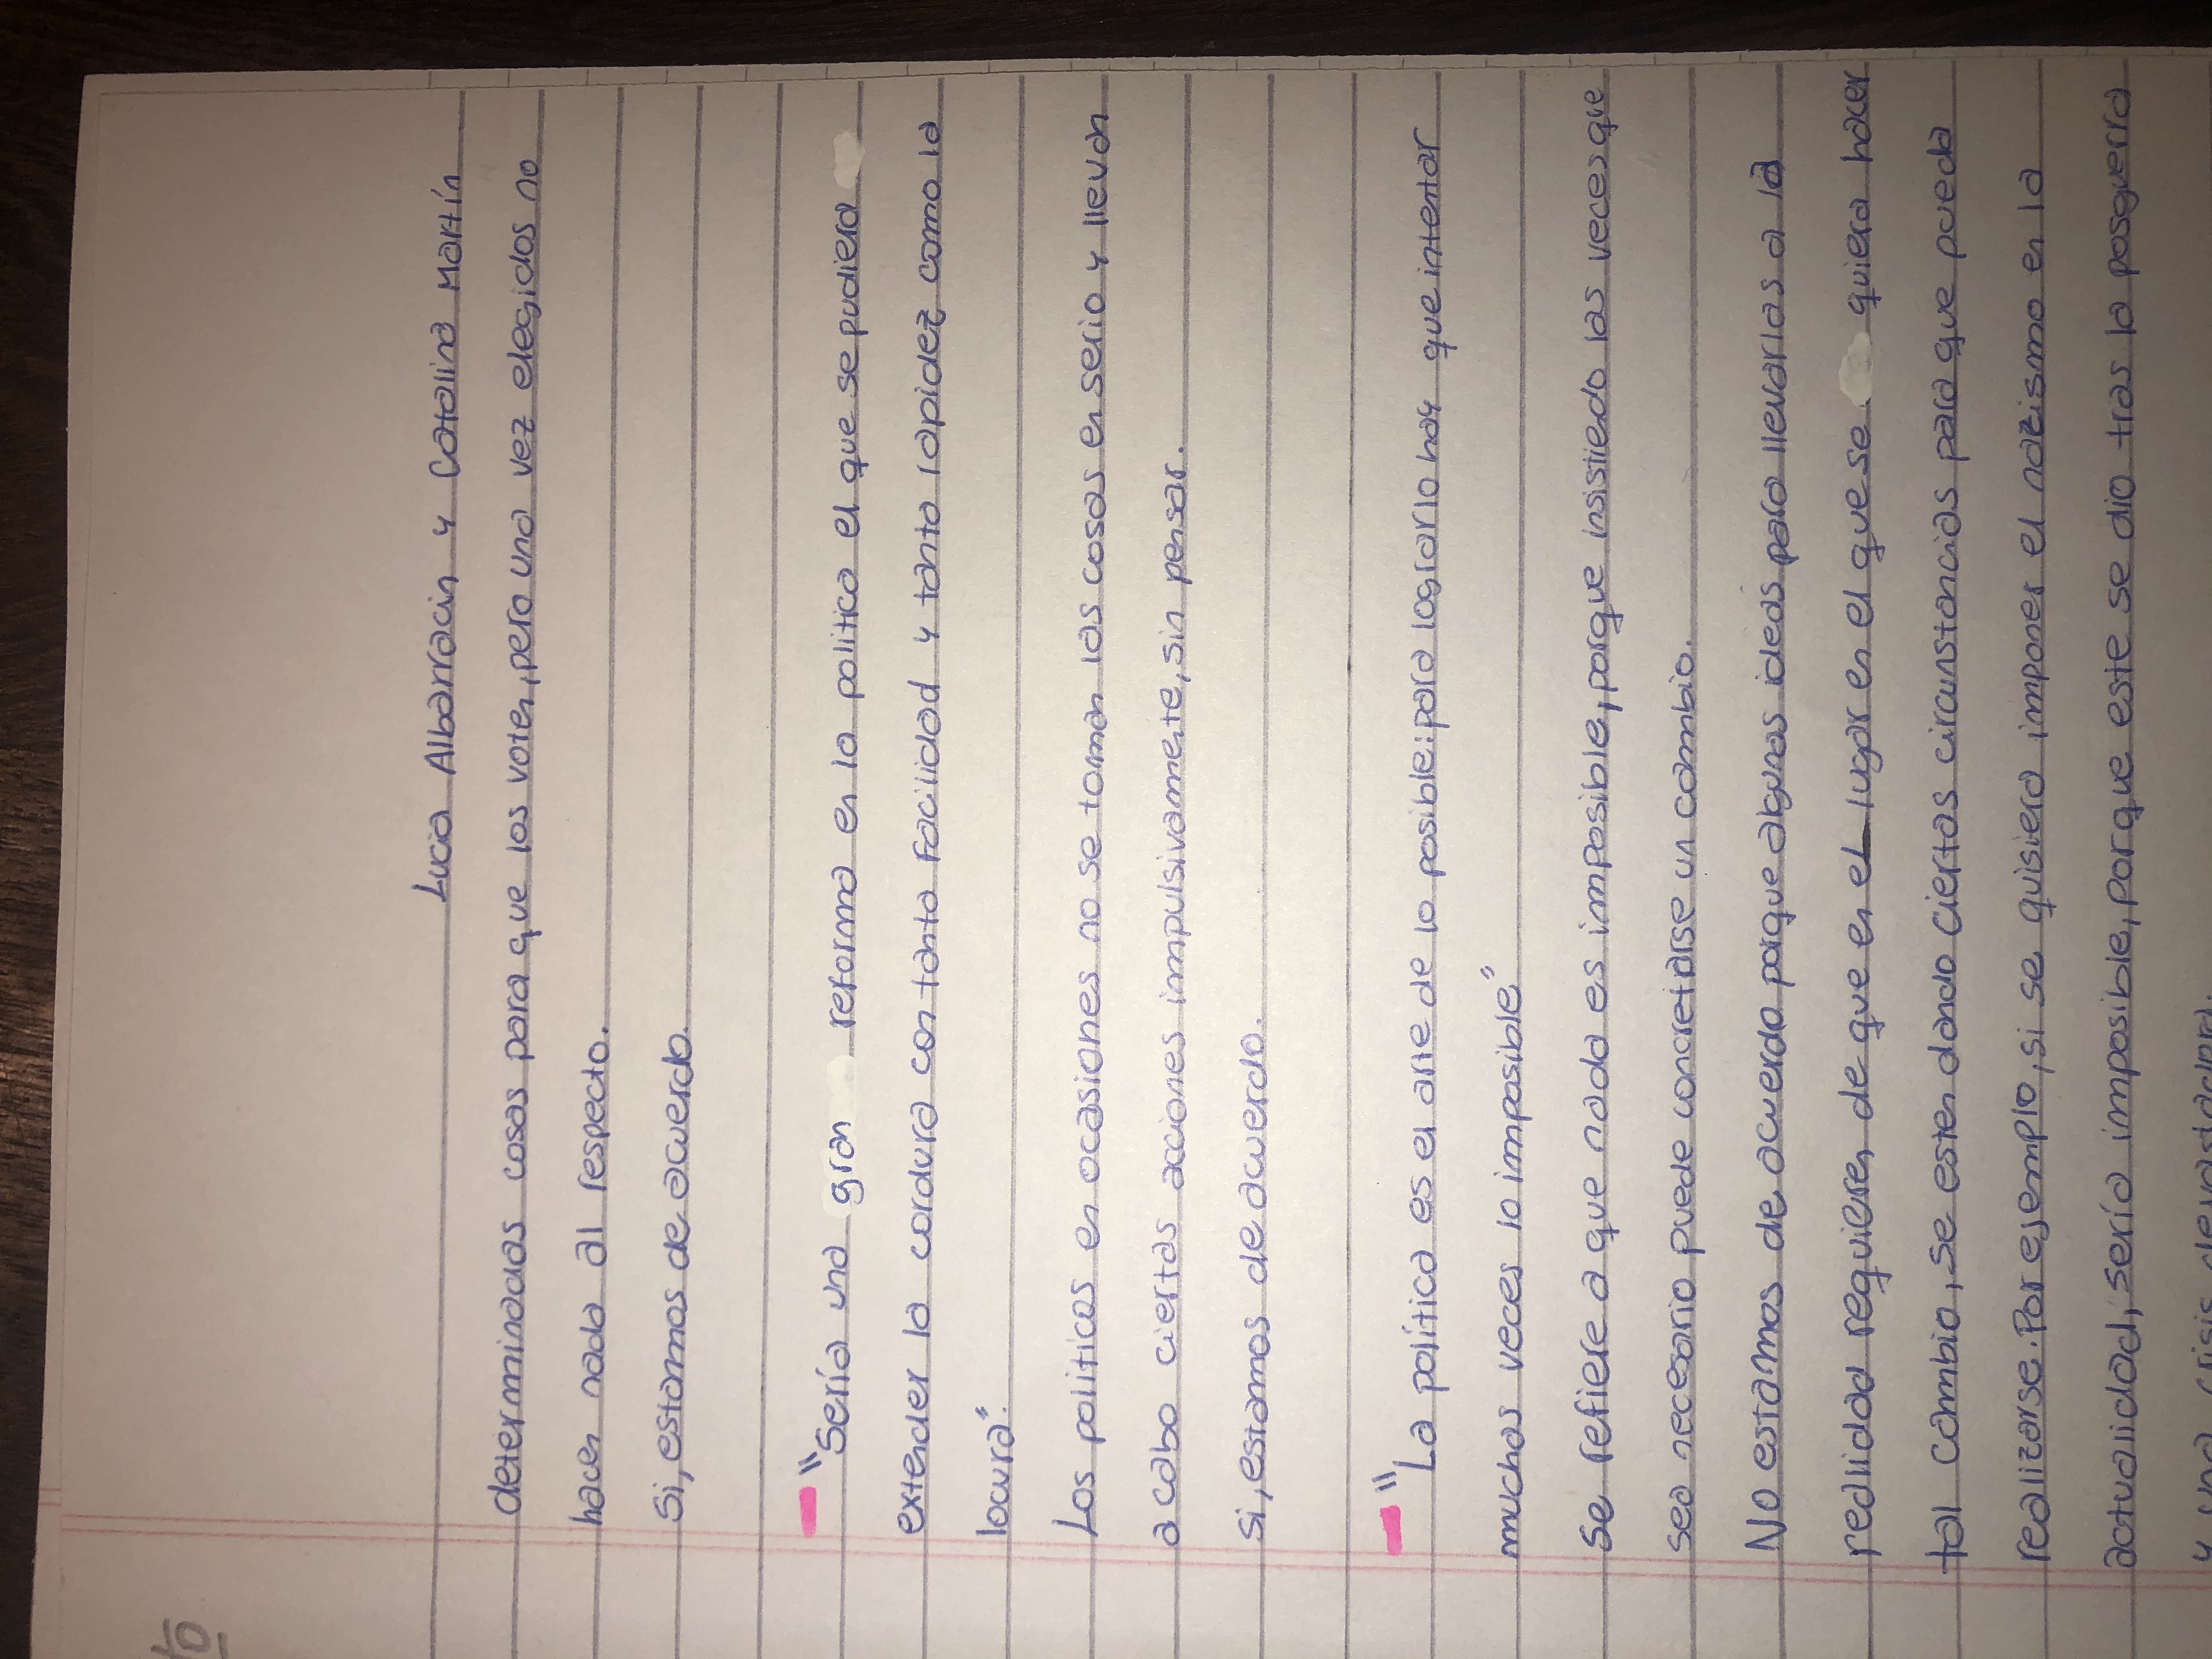 to
Lucia Albarracin y Catalina Martín
determinadas cosas para que los voten, pero una vez elegidos no
hacen nada al respecto.
Si, estamos de acuerdo.
"Sería una gran reforma en la politica el que se pudiera
extender la cordura con tanta facilidad y tanta rapidez como la
locura".
Los politicos en ocasiones no se toman las cosas en serio y llevan
a cabo ciertas acciones impulsivamente, sin pensar.
Si, estamos de acuerdo.
"La política es el arte de lo posible: para lograrlo hay que intentar
muchas veces lo imposible"
Se refiere a que nada es imposible, porque insistiendo las veces que
sea necesario puede concretarse un cambio.
No estamos de acuerdo porque algunas ideas para llevarlas a la
realidad requieren de que en el lugar en el que se quiera hacer
tal cambio, se esten dando ciertas circunstancias para que pueda
realizarse. Por ejemplo, si se quisiera imponer el nazismo en la
actualidad, sería imposible, porque este se dio tras la posguerra
y una crisis devastadora.